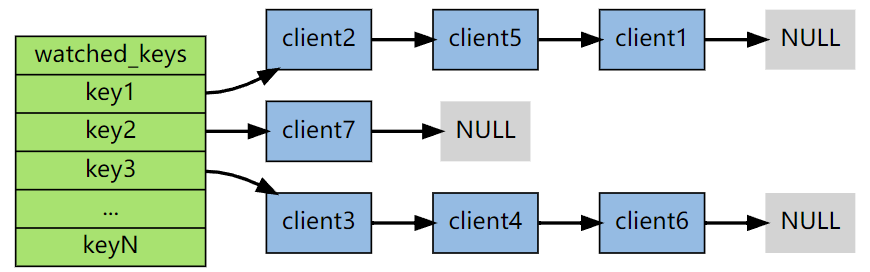 watched_keys
key1
key2
key3
...
keyN
client2
client5
client1
NULL
client7
NULL
client3
client4
client6
NULL